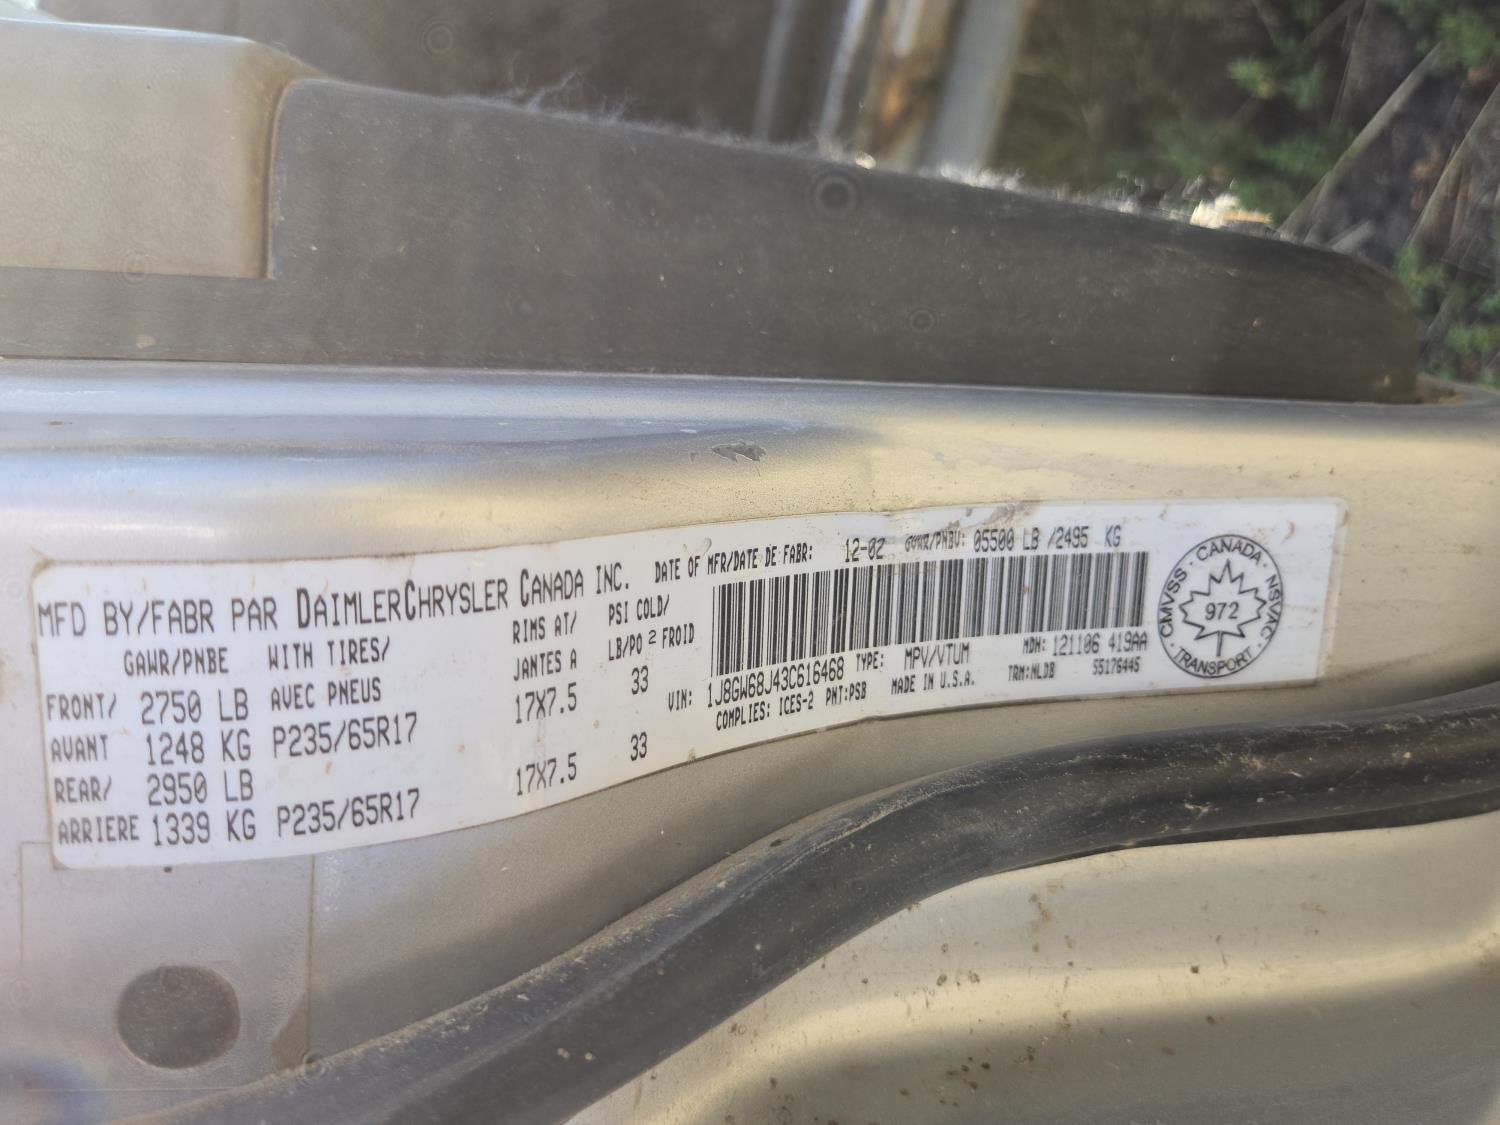 MFD BY/FABR PAR DAIMLERCHRYSLER CANADA INC. DATE OF MFR/DATE DE FABR: 12-02 GVWR/PNBV: 05500 LB /2495 KG
GAWR/PNBE WITH TIRES/ RIMS AT/ PSI COLD/
AVEC PNEUS JANTES A LB/PO 2 FROID
FRONT/ 2750 LB
AVANT 1248 KG P235/65R17 17X7.5 33
REAR/ 2950 LB
ARRIERE 1339 KG P235/65R17 17X7.5 33
VIN: 1J8GW68J43C616468 TYPE: MPV/VTUM MDH: 121106 419AA
COMPLIES: ICES-2 PNT:PSB MADE IN U.S.A. TRM:MLDB 55176445
CANADA · NSVAC · TRANSPORT · CMVSS ·
972